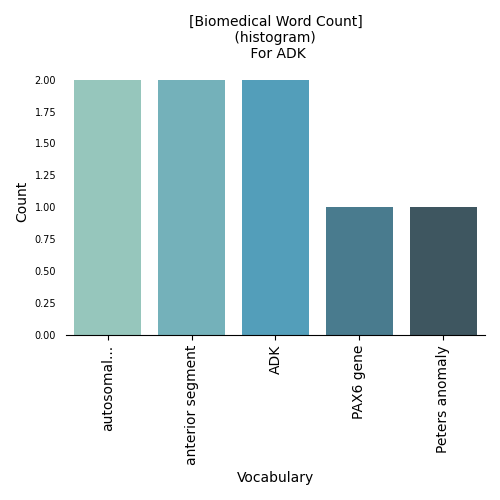 [Biomedical Word Count]
(histogram)
For ADK
2.00
1.75
1.50
1.25
1.00
0.75
0.50
0.25
0.00
Count
autosomal...
anterior segment
ADK
PAX6 gene
Peters anomaly
Vocabulary